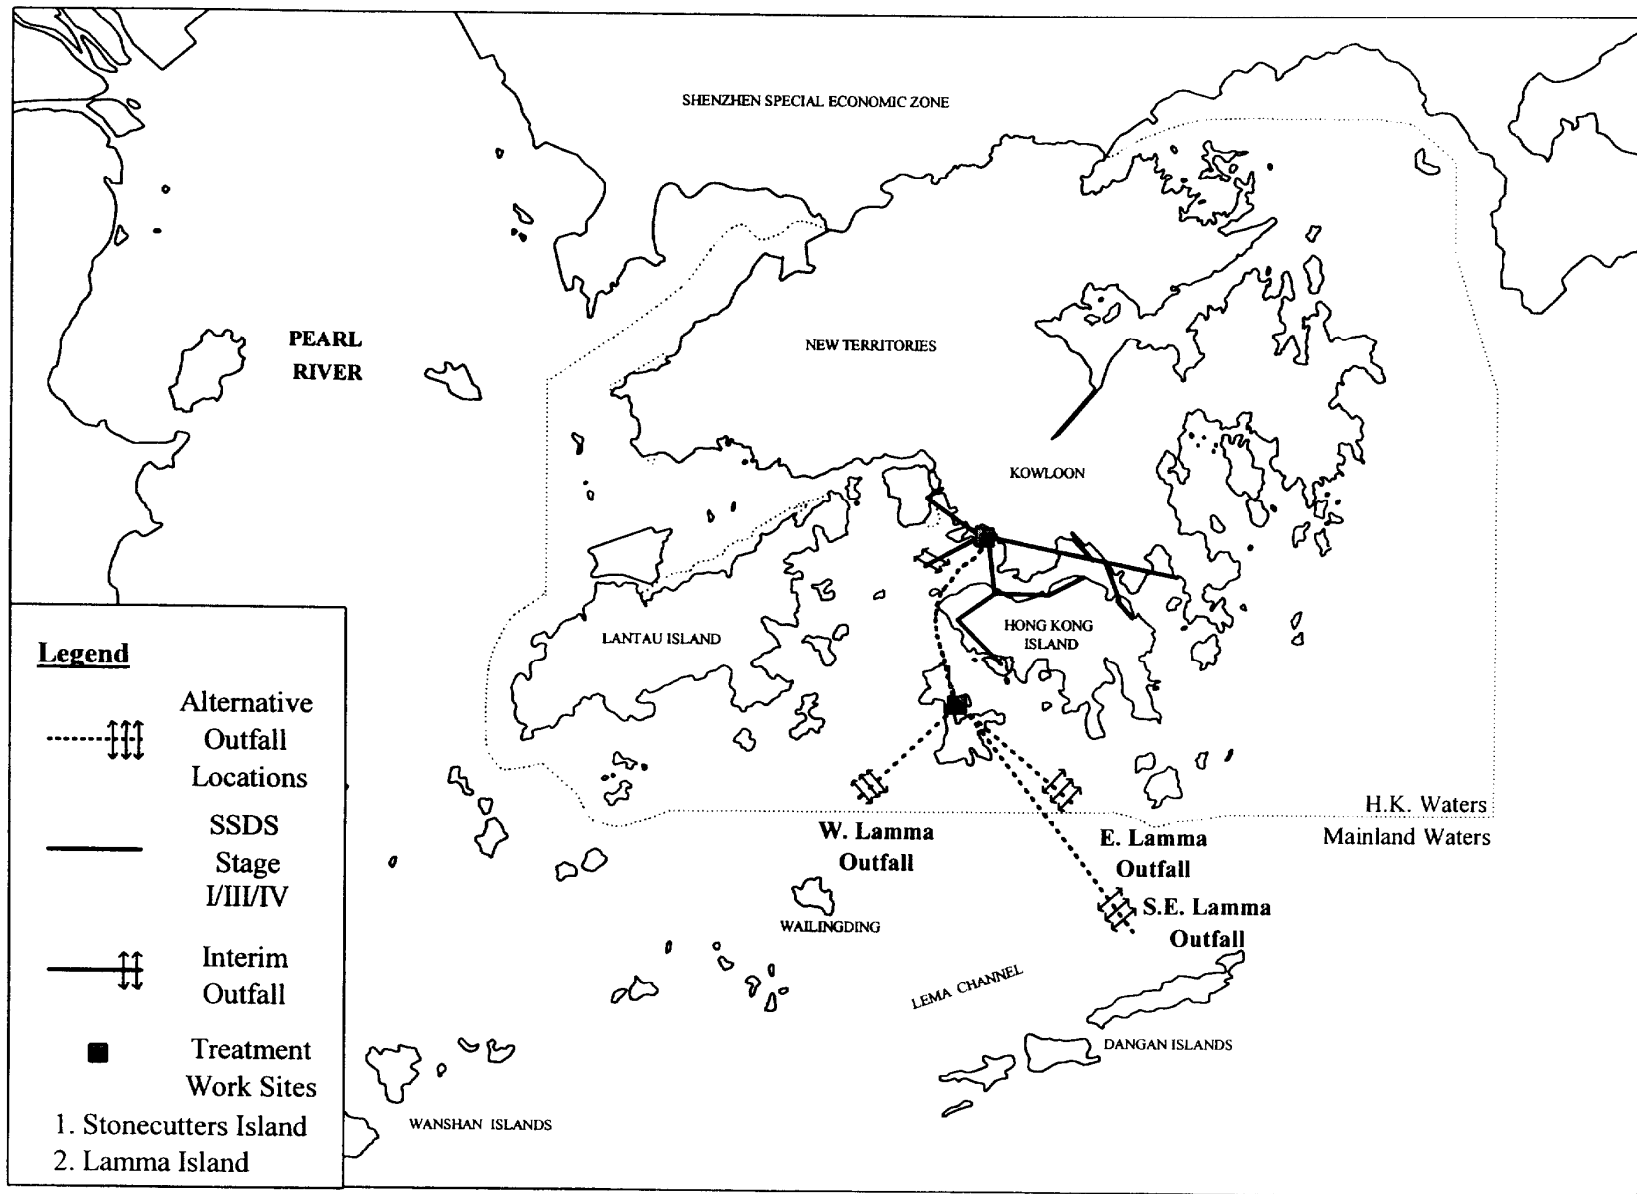 SHENZHEN SPECIAL ECONOMIC ZONE
PEARL
RIVER
NEW TERRITORIES
KOWLOON
HONG KONG
ISLAND
LANTAU ISLAND
Legend
Alternative
Outfall
Locations
SSDS
Stage
I/III/IV
Interim
Outfall
Treatment
Work Sites
1. Stonecutters Island
2. Lamma Island
H.K. Waters
Mainland Waters
W. Lamma
Outfall
E. Lamma
Outfall
S.E. Lamma
Outfall
WAILINGDING
LEMA CHANNEL
DANGAN ISLANDS
WANSHAN ISLANDS